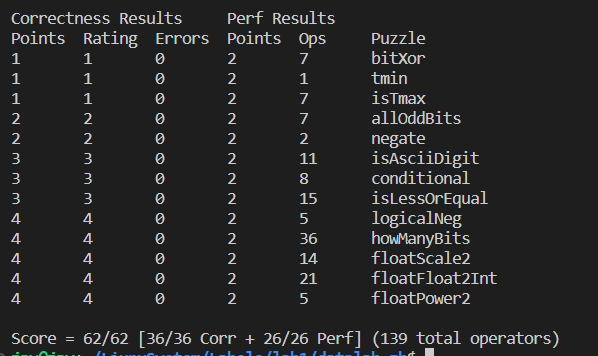 Correctness Results Perf Results
Points Rating Errors Points Ops Puzzle
1 1 0 2 7 bitXor
1 1 0 2 1 tmin
1 1 0 2 7 isTmax
2 2 0 2 7 allOddBits
2 2 0 2 2 negate
3 3 0 2 11 isAsciiDigit
3 3 0 2 8 conditional
3 3 0 2 15 isLessOrEqual
4 4 0 2 5 logicalNeg
4 4 0 2 36 howManyBits
4 4 0 2 14 floatScale2
4 4 0 2 21 floatFloat2Int
4 4 0 2 5 floatPower2
Score = 62/62 [36/36 Corr + 26/26 Perf] (139 total operators)